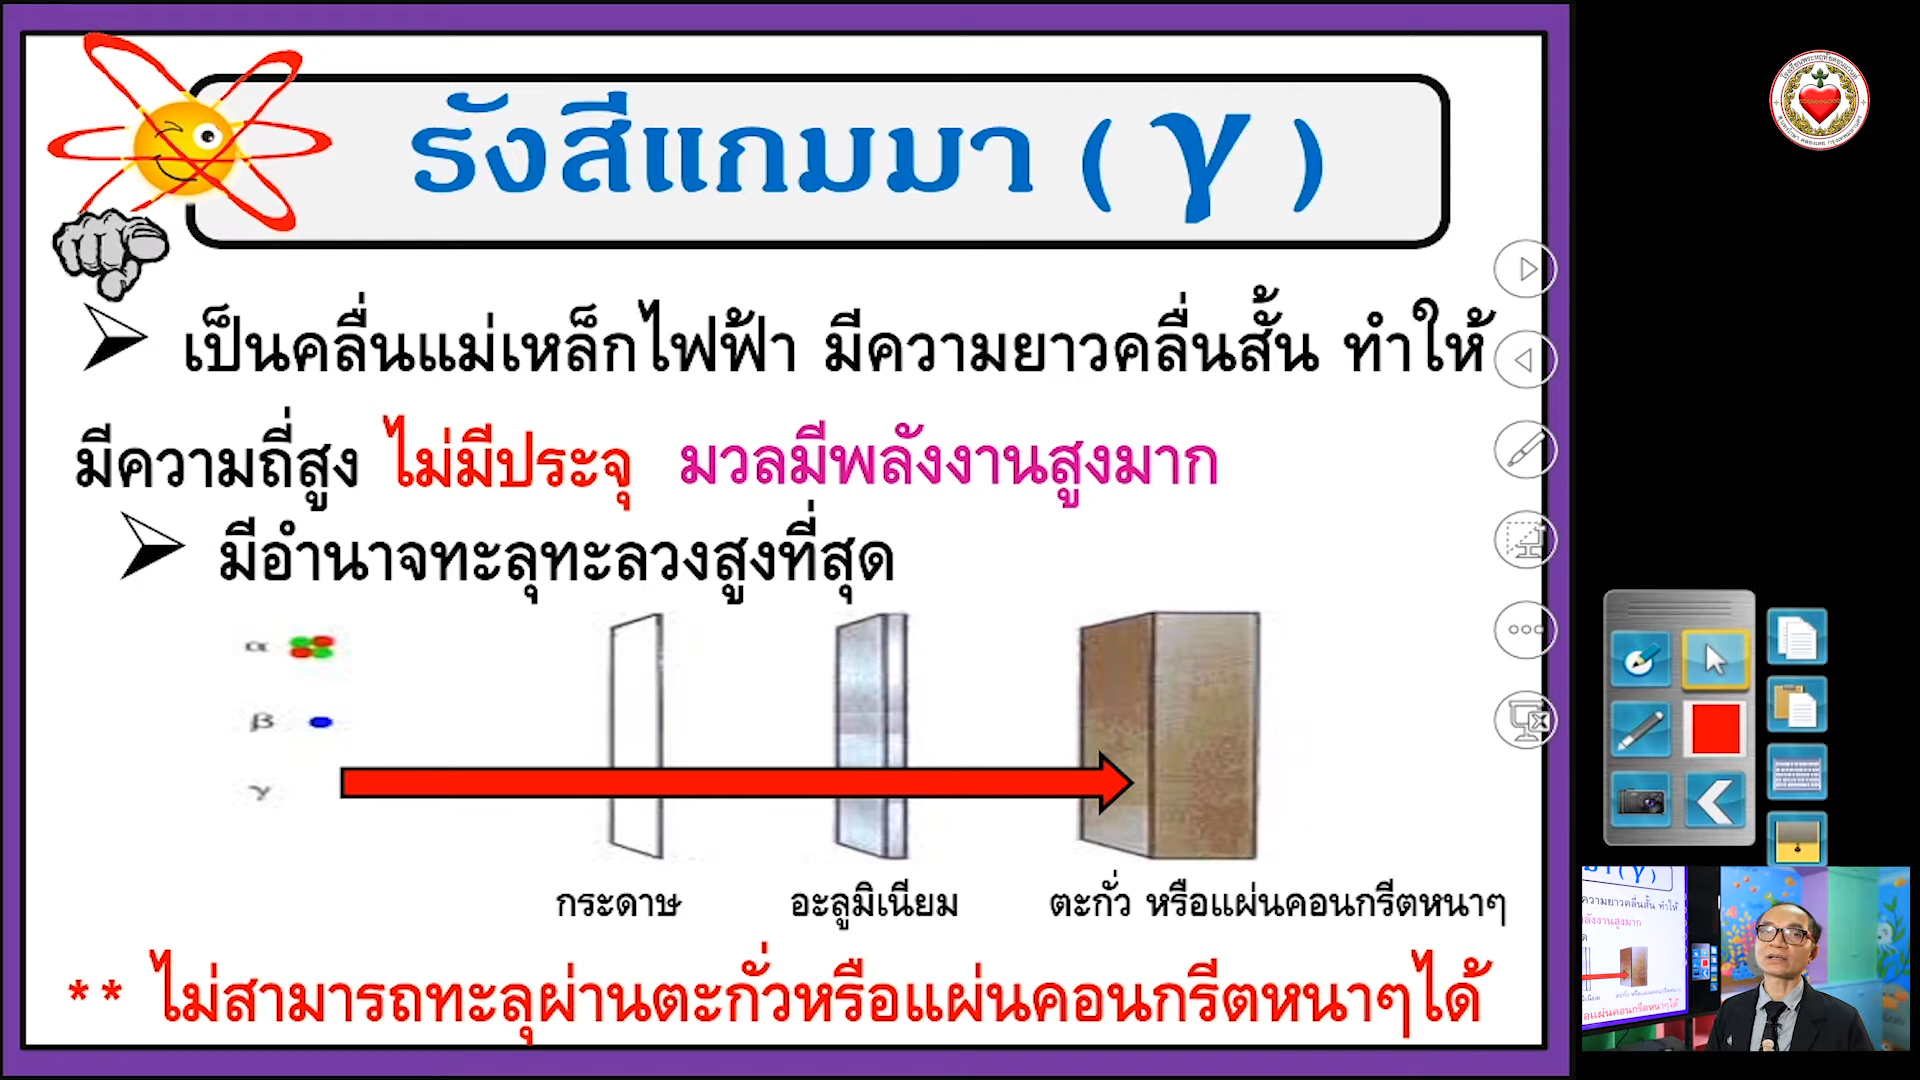 รังสีแกมมา ( γ )
เป็นคลื่นแม่เหล็กไฟฟ้า มีความยาวคลื่นสั้น ทำให้
มีความถี่สูง ไม่มีประจุ มวลมีพลังงานสูงมาก
มีอำนาจทะลุทะลวงสูงที่สุด
α
β
γ
กระดาษ อะลูมิเนียม ตะกั่ว หรือแผ่นคอนกรีตหนาๆ
** ไม่สามารถทะลุผ่านตะกั่วหรือแผ่นคอนกรีตหนาๆได้